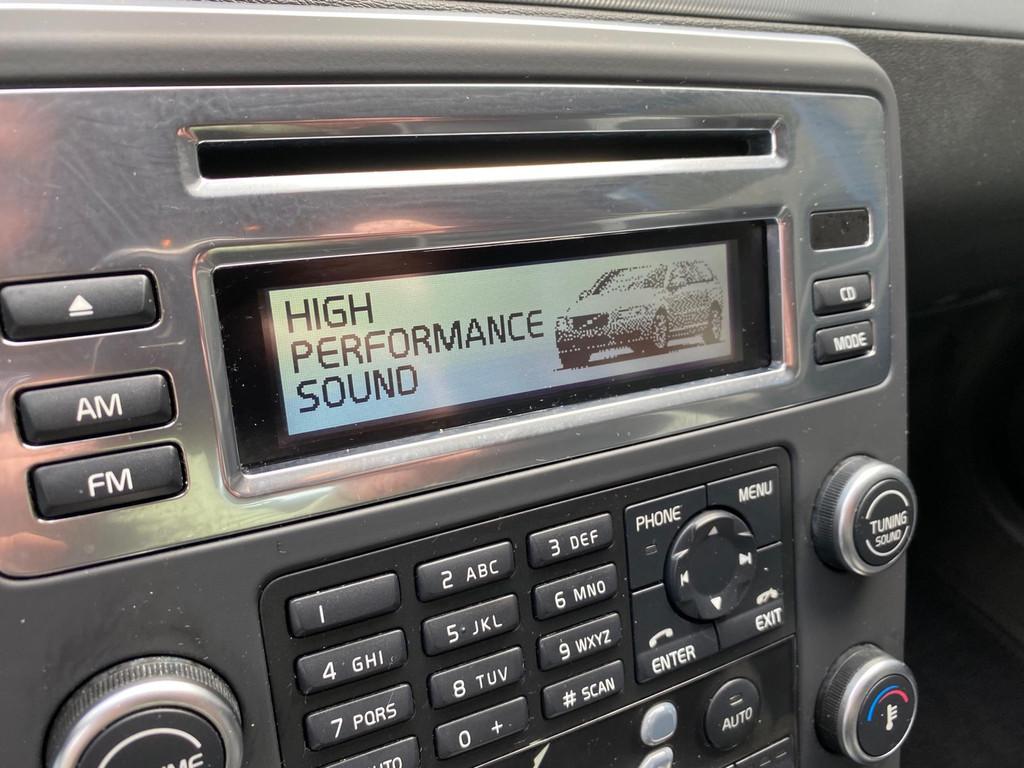 HIGH
PERFORMANCE
SOUND
CD
MODE
AM
FM
PHONE
MENU
TUNING
SOUND
1
2 ABC
3 DEF
4 GHI
5 JKL
6 MNO
7 PQRS
8 TUV
9 WXYZ
0 +
# SCAN
ENTER
EXIT
AUTO